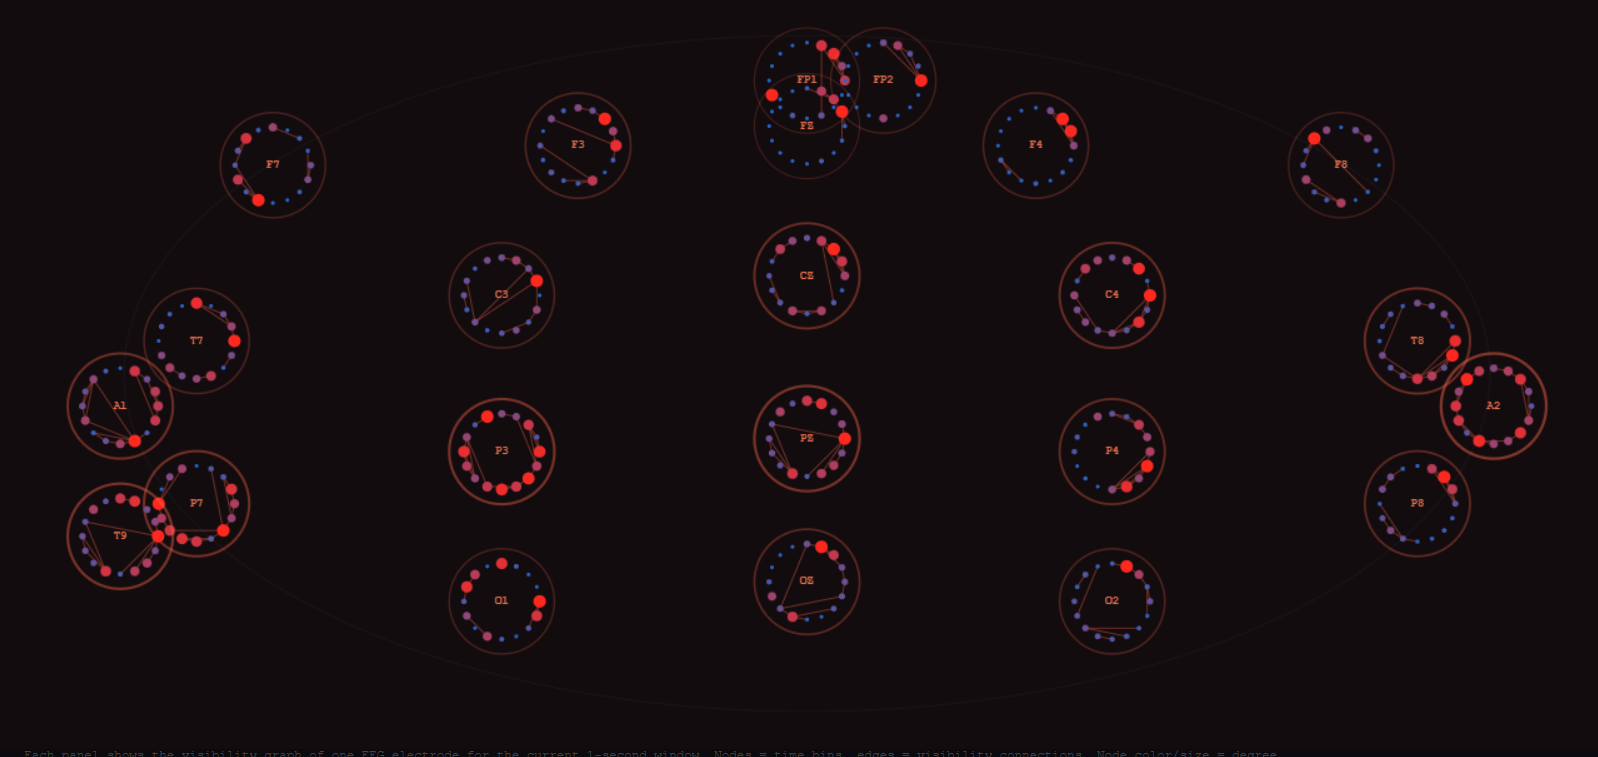 FP1 FP2
FZ
F7 F3 F4 F8
C3 CZ C4
T7 T8
A1 A2
P3 PZ P4
P7 P8
T9
O1 OZ O2
Each panel shows the visibility graph of one EEG electrode for the current 1-second window. Nodes = time bins, edges = visibility connections. Node color/size = degree